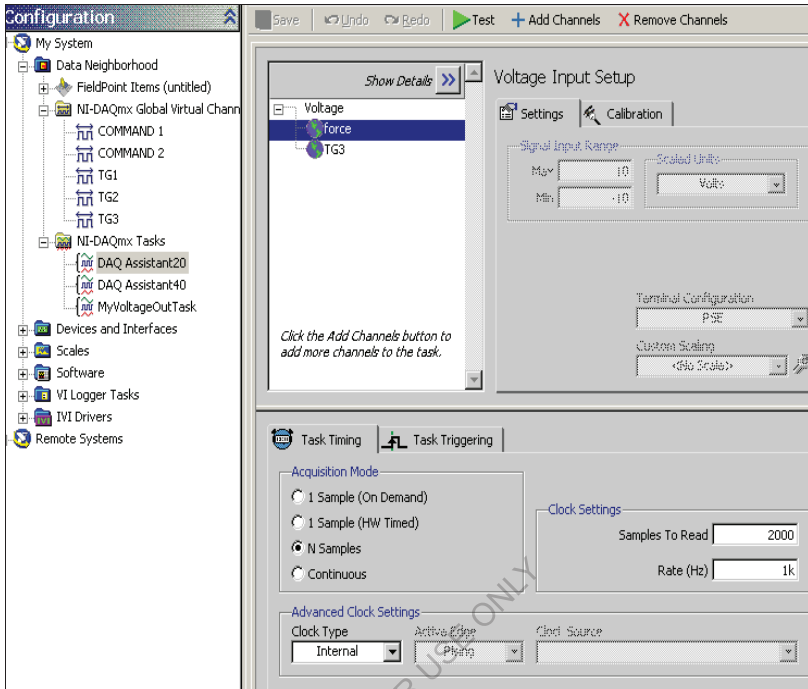 Configuration
My System
Data Neighborhood
FieldPoint Items (untitled)
NI-DAQmx Global Virtual Chann
COMMAND 1
COMMAND 2
TG1
TG2
TG3
NI-DAQmx Tasks
DAQ Assistant20
DAQ Assistant40
MyVoltageOutTask
Devices and Interfaces
Scales
Software
VI Logger Tasks
IVI Drivers
Remote Systems
Save Undo Redo Test Add Channels Remove Channels
Show Details
Voltage
force
TG3
Click the Add Channels button to
add more channels to the task.
Voltage Input Setup
Settings Calibration
Signal Input Range
Max 10
Min -10
Scaled Units
Volts
Terminal Configuration
RSE
Custom Scaling
<No Scale>
Task Timing Task Triggering
Acquisition Mode
1 Sample (On Demand)
1 Sample (HW Timed)
N Samples
Continuous
Clock Settings
Samples To Read 2000
Rate (Hz) 1k
Advanced Clock Settings
Clock Type Active Edge Clock Source
Internal Rising
R USE ONLY